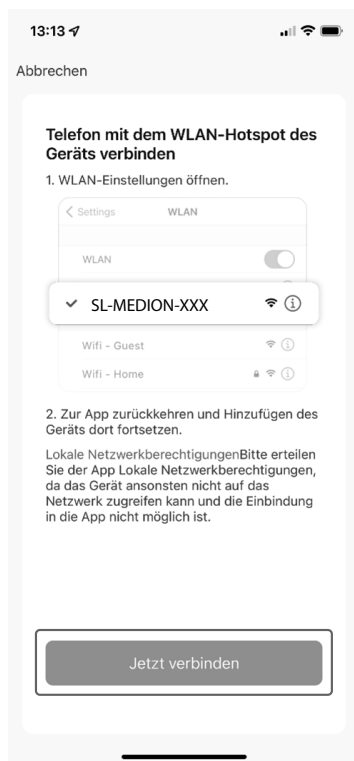 13:13
Abbrechen
Telefon mit dem WLAN-Hotspot des
Geräts verbinden
1. WLAN-Einstellungen öffnen.
Settings WLAN
WLAN
SL-MEDION-XXX
Wifi - Guest
Wifi - Home
2. Zur App zurückkehren und Hinzufügen des
Geräts dort fortsetzen.
Lokale NetzwerkberechtigungenBitte erteilen
Sie der App Lokale Netzwerkberechtigungen,
da das Gerät ansonsten nicht auf das
Netzwerk zugreifen kann und die Einbindung
in die App nicht möglich ist.
Jetzt verbinden